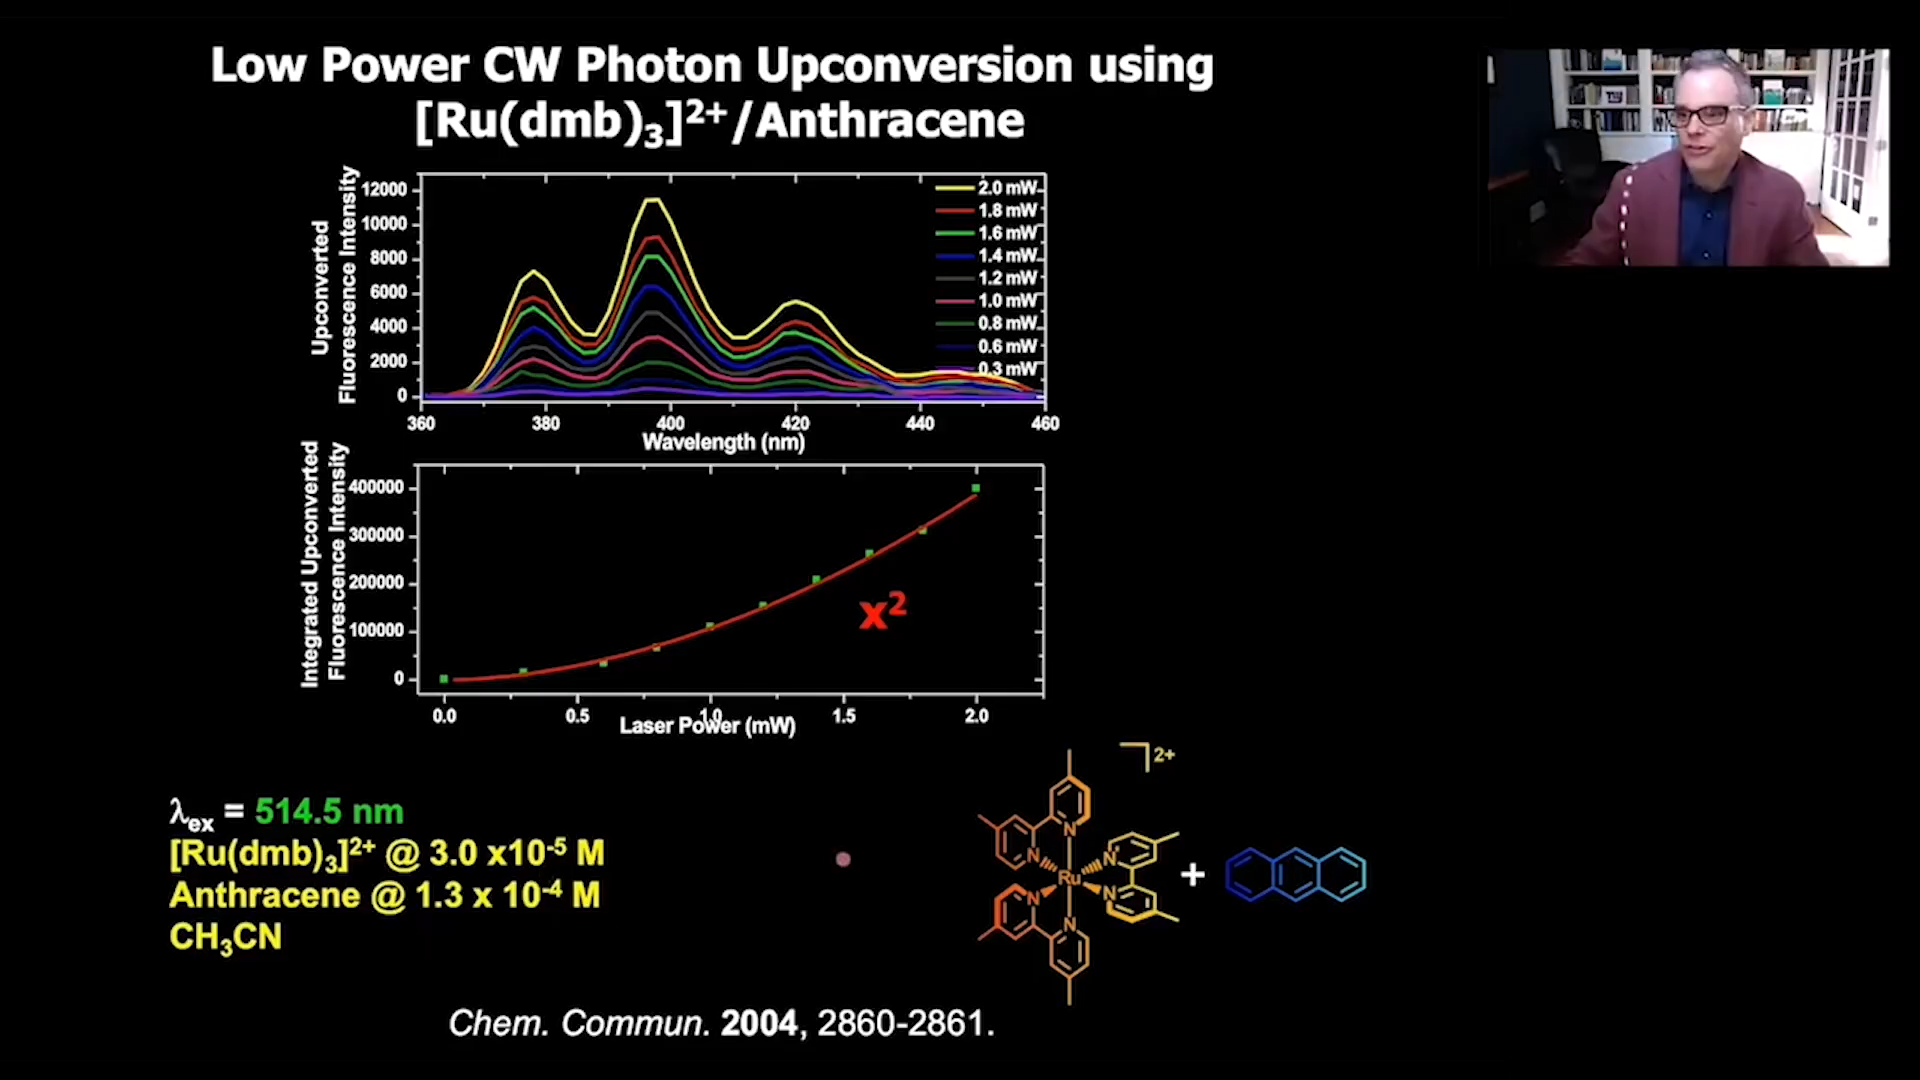 Low Power CW Photon Upconversion using
[Ru(dmb)₃]²⁺/Anthracene
Upconverted
Fluorescence Intensity
12000
10000
8000
6000
4000
2000
0
2.0 mW
1.8 mW
1.6 mW
1.4 mW
1.2 mW
1.0 mW
0.8 mW
0.6 mW
0.3 mW
360 380 400 420 440 460
Wavelength (nm)
Integrated Upconverted
Fluorescence Intensity
400000
300000
200000
100000
0
x²
0.0 0.5 1.0 1.5 2.0
Laser Power (mW)
λex = 514.5 nm
[Ru(dmb)₃]²⁺ @ 3.0 x10⁻⁵ M
Anthracene @ 1.3 x 10⁻⁴ M
CH₃CN
2+
N
N
N
Ru
+
N
N
N
Chem. Commun. 2004, 2860-2861.